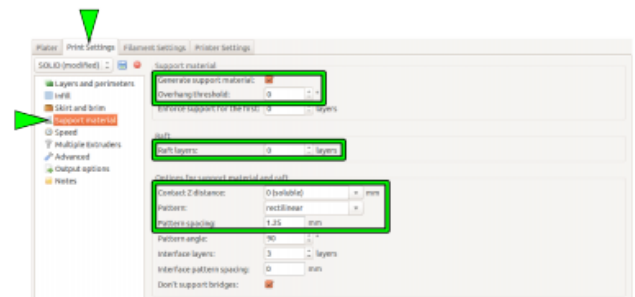 Plater Print Settings Filament Settings Printer Settings
SOLID (modified)
Layers and perimeters
Infill
Skirt and brim
Support material
Speed
Multiple Extruders
Advanced
Output options
Notes
Support material
Generate support material:
Overhang threshold: 0 °
Enforce support for the first: 0 layers
Raft
Raft layers: 0 layers
Options for support material and raft
Contact Z distance: 0 (soluble) mm
Pattern: rectilinear
Pattern spacing: 1.25 mm
Pattern angle: 90 °
Interface layers: 3 layers
Interface pattern spacing: 0 mm
Don't support bridges: